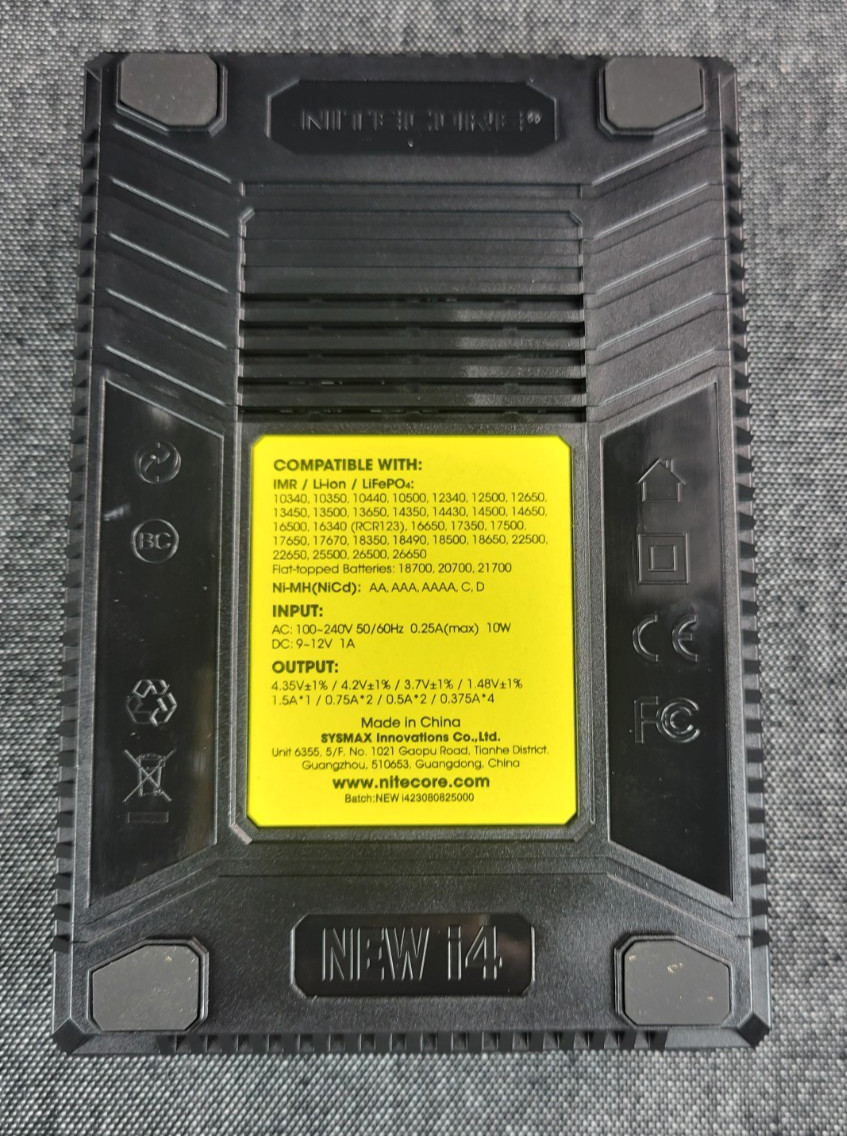 NITECORE®
COMPATIBLE WITH:
IMR / Li-ion / LiFePO₄:
10340, 10350, 10440, 10500, 12340, 12500, 12650,
13450, 13500, 13650, 14350, 14430, 14500, 14650,
16500, 16340 (RCR123), 16650, 17350, 17500,
17650, 17670, 18350, 18490, 18500, 18650, 22500,
22650, 25500, 26500, 26650
Flat-topped Batteries: 18700, 20700, 21700
Ni-MH(NiCd): AA, AAA, AAAA, C, D
INPUT:
AC: 100~240V 50/60Hz 0.25A(max) 10W
DC: 9~12V 1A
OUTPUT:
4.35V±1% / 4.2V±1% / 3.7V±1% / 1.48V±1%
1.5A*1 / 0.75A*2 / 0.5A*2 / 0.375A*4
Made in China
SYSMAX Innovations Co.,Ltd.
Unit 6355, 5/F, No. 1021 Gaopu Road, Tianhe District,
Guangzhou, 510653, Guangdong, China
www.nitecore.com
Batch:NEW i423080825000
BC
CE
FC
NEW i4